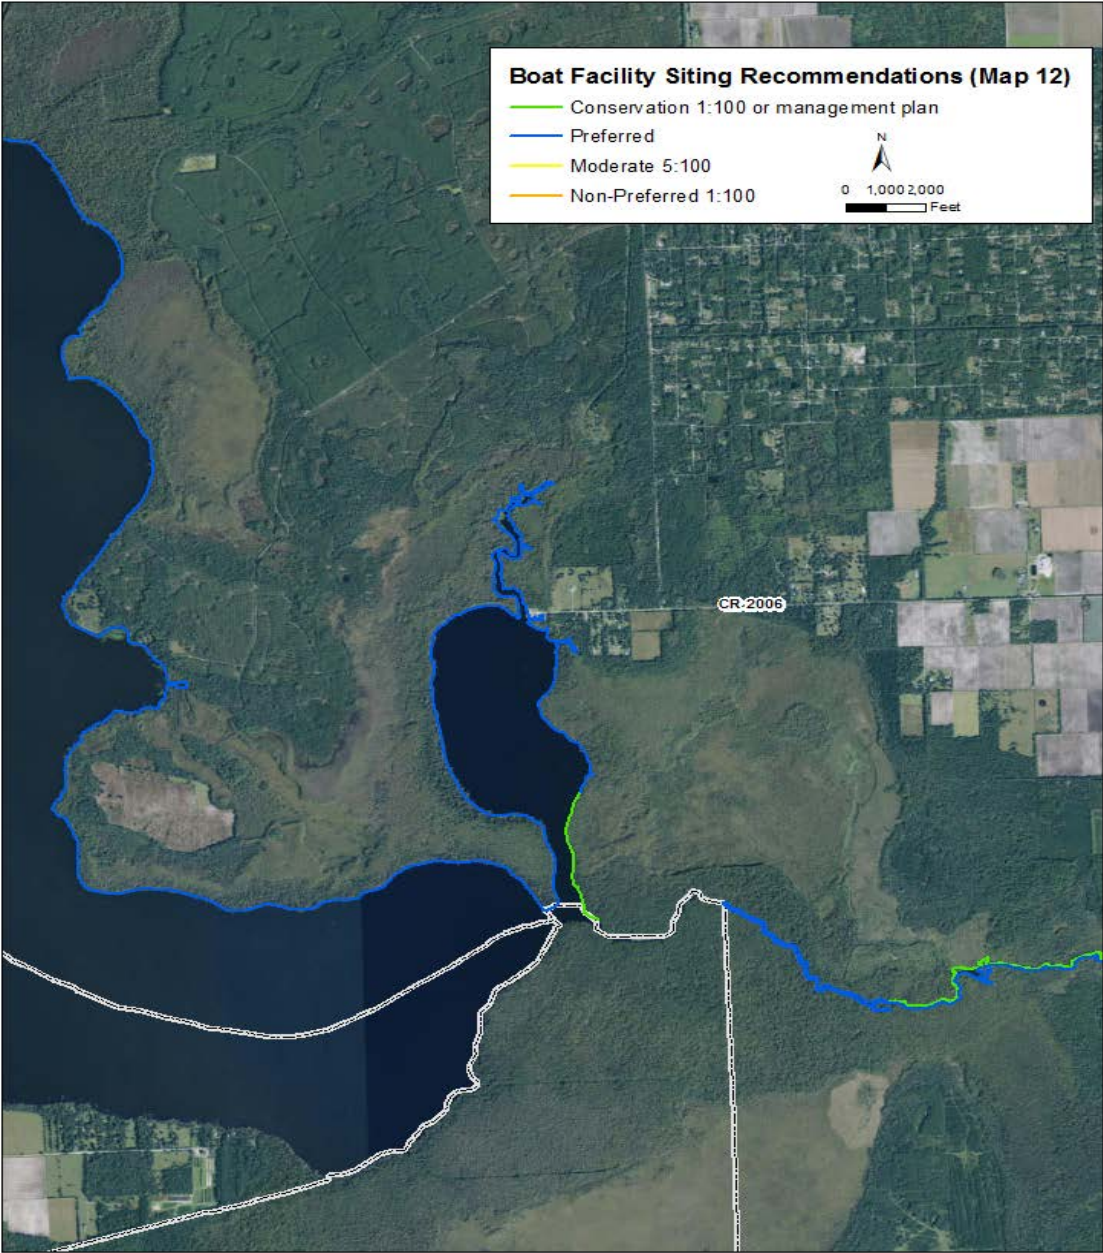 Boat Facility Siting Recommendations (Map 12)
Conservation 1:100 or management plan
Preferred
Moderate 5:100
Non-Preferred 1:100
N
0 1,000 2,000
Feet
CR-2006